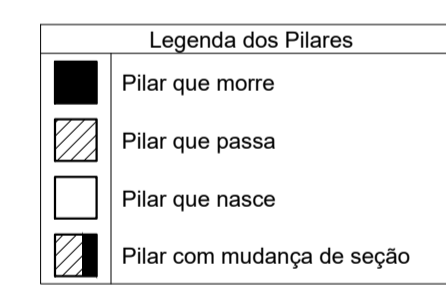 Legenda dos Pilares
Pilar que morre
Pilar que passa
Pilar que nasce
Pilar com mudança de seção